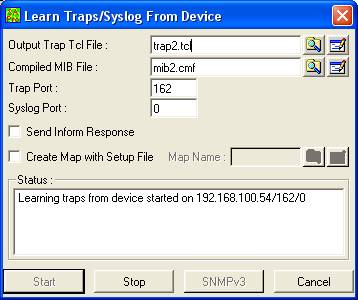 Learn Traps/Syslog From Device
Output Trap Tcl File : trap2.tcl
Compiled MIB File : mib2.cmf
Trap Port : 162
Syslog Port : 0
Send Inform Response
Create Map with Setup File Map Name :
Status :
Learning traps from device started on 192.168.100.54/162/0
Start Stop SNMPv3 Cancel